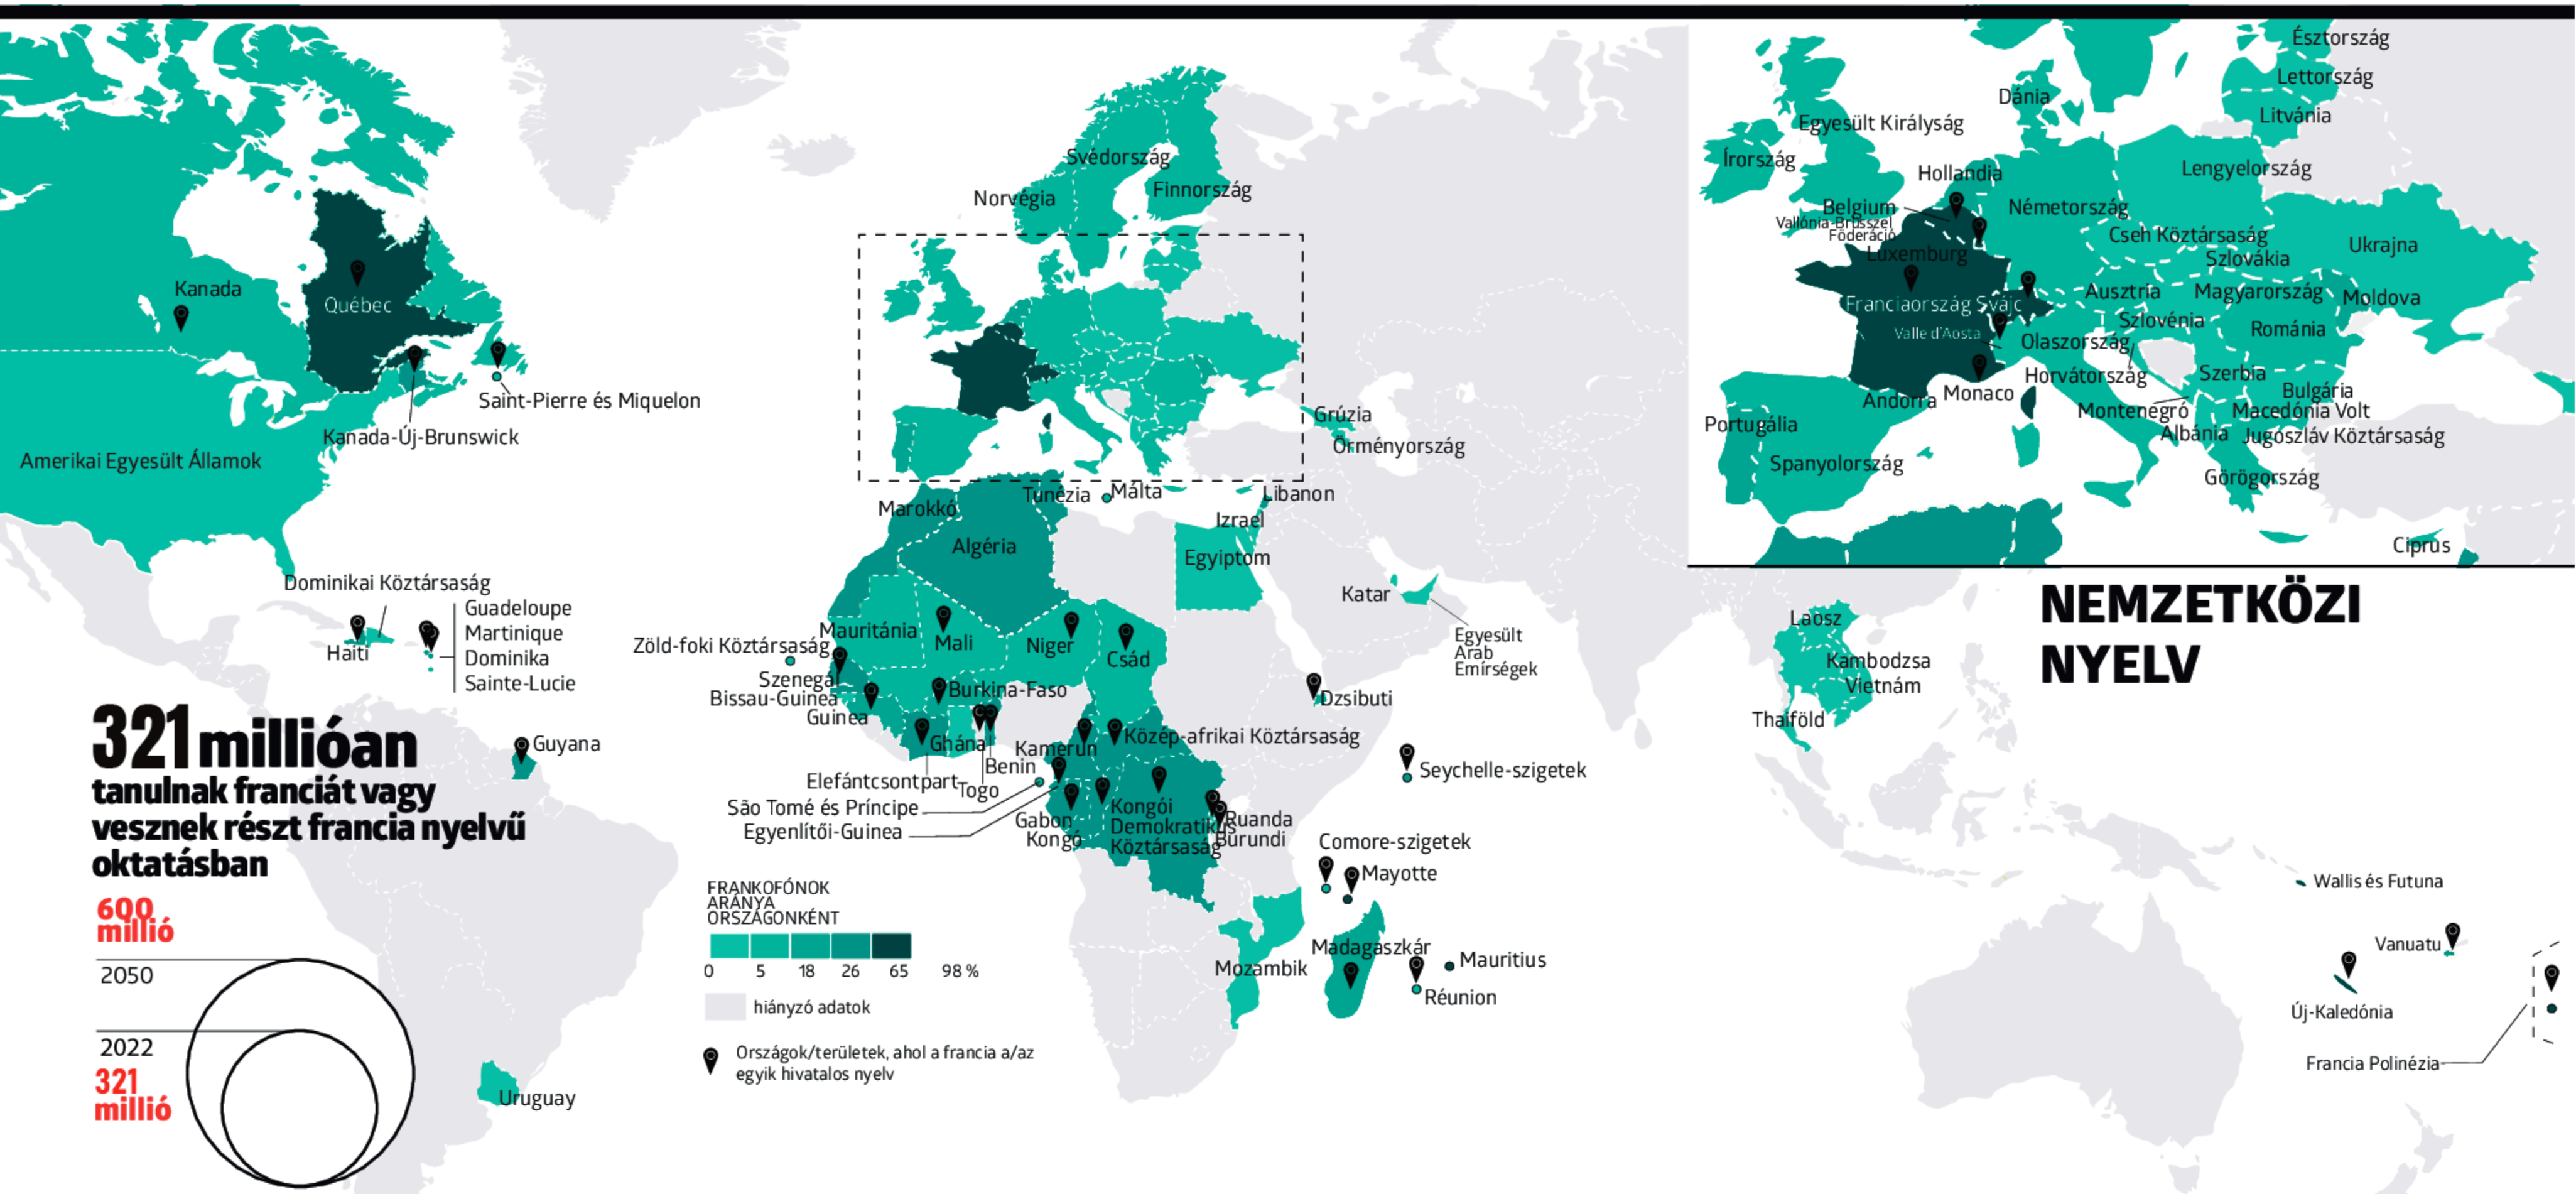 Kanada
Québec
Saint-Pierre és Miquelon
Kanada-Új-Brunswick
Amerikai Egyesült Államok
Dominikai Köztársaság
Guadeloupe
Martinique
Dominika
Sainte-Lucie
Haiti
Guyana
Uruguay
321 millióan
tanulnak franciát vagy
vesznek részt francia nyelvű
oktatásban
600
millió
2050
2022
321
millió
Svédország
Norvégia
Finnország
Grúzia
Örményország
Tunézia
Málta
Libanon
Marokkó
Izrael
Algéria
Egyiptom
Katar
Egyesült
Arab
Emírségek
Zöld-foki Köztársaság
Mauritánia
Mali
Niger
Csád
Szenegál
Bissau-Guinea
Guinea
Burkina-Faso
Dzsibuti
Ghána
Kamerun
Közép-afrikai Köztársaság
Benin
Elefántcsontpart
Togo
São Tomé és Príncipe
Egyenlítői-Guinea
Gabon
Kongó
Kongói
Demokratikus
Köztársaság
Ruanda
Burundi
Seychelle-szigetek
Comore-szigetek
Mayotte
Madagaszkár
Mauritius
Mozambik
Réunion
FRANKOFÓNOK
ARÁNYA
ORSZÁGONKÉNT
0 5 18 26 65 98 %
hiányzó adatok
Országok/területek, ahol a francia a/az
egyik hivatalos nyelv
Észtország
Lettország
Dánia
Litvánia
Egyesült Királyság
Írország
Hollandia
Lengyelország
Belgium
Vallónia-Brüsszel
Föderáció
Németország
Cseh Köztársaság
Ukrajna
Luxemburg
Szlovákia
Franciaország
Svájc
Ausztria
Magyarország
Moldova
Valle d'Aosta
Szlovénia
Románia
Olaszország
Horvátország
Szerbia
Andorra
Monaco
Bulgária
Montenegró
Macedónia Volt
Jugoszláv Köztársaság
Portugália
Albánia
Spanyolország
Görögország
Ciprus
NEMZETKÖZI
NYELV
Laosz
Kambodzsa
Vietnám
Thaiföld
Wallis és Futuna
Vanuatu
Új-Kaledónia
Francia Polinézia